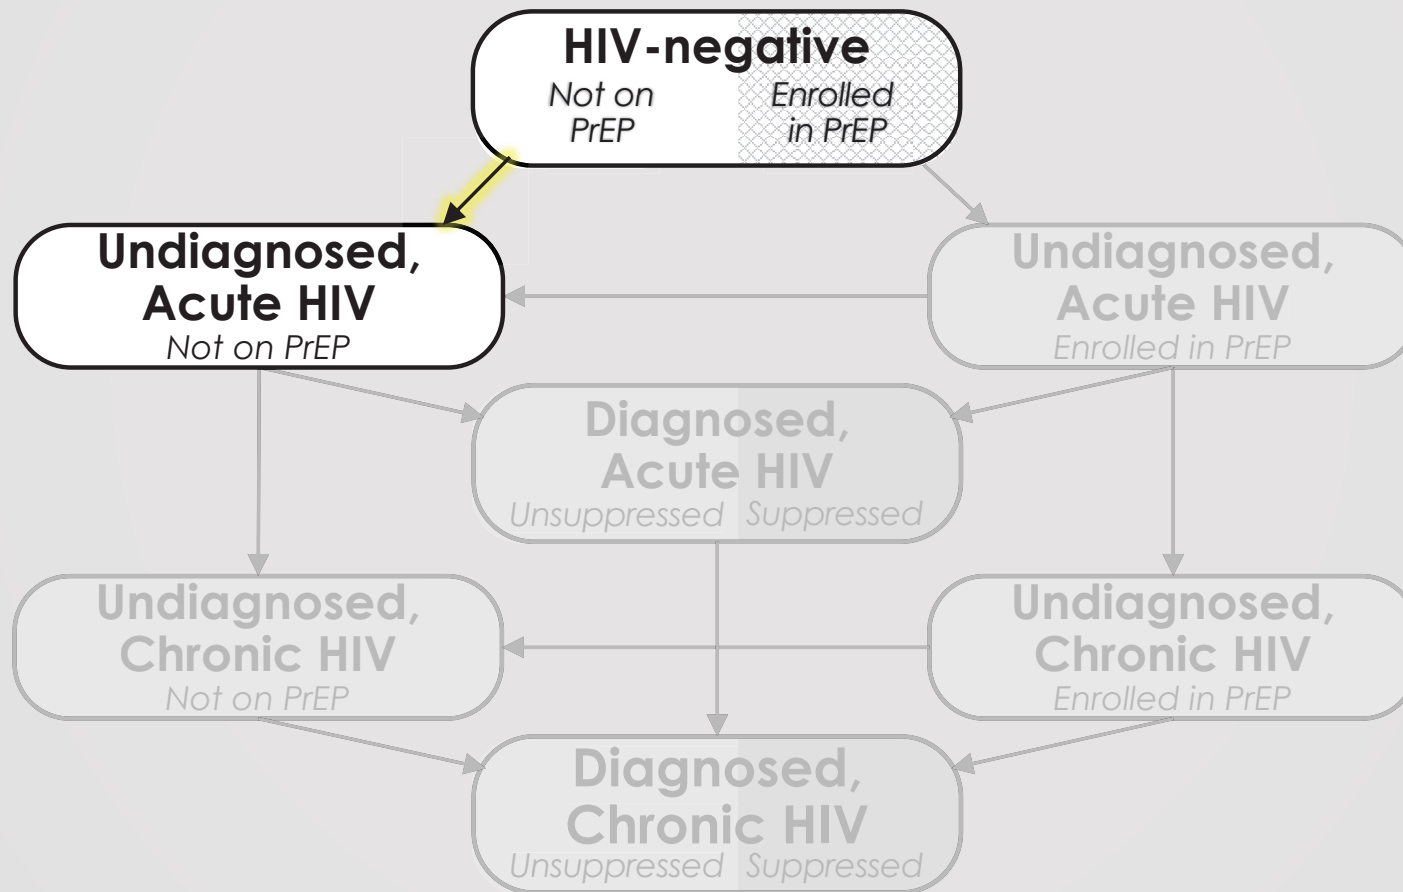 HIV-negative
Not on
PrEP
Enrolled
in PrEP
Undiagnosed,
Acute HIV
Not on PrEP
Undiagnosed,
Acute HIV
Enrolled in PrEP
Diagnosed,
Acute HIV
Unsuppressed Suppressed
Undiagnosed,
Chronic HIV
Not on PrEP
Undiagnosed,
Chronic HIV
Enrolled in PrEP
Diagnosed,
Chronic HIV
Unsuppressed Suppressed